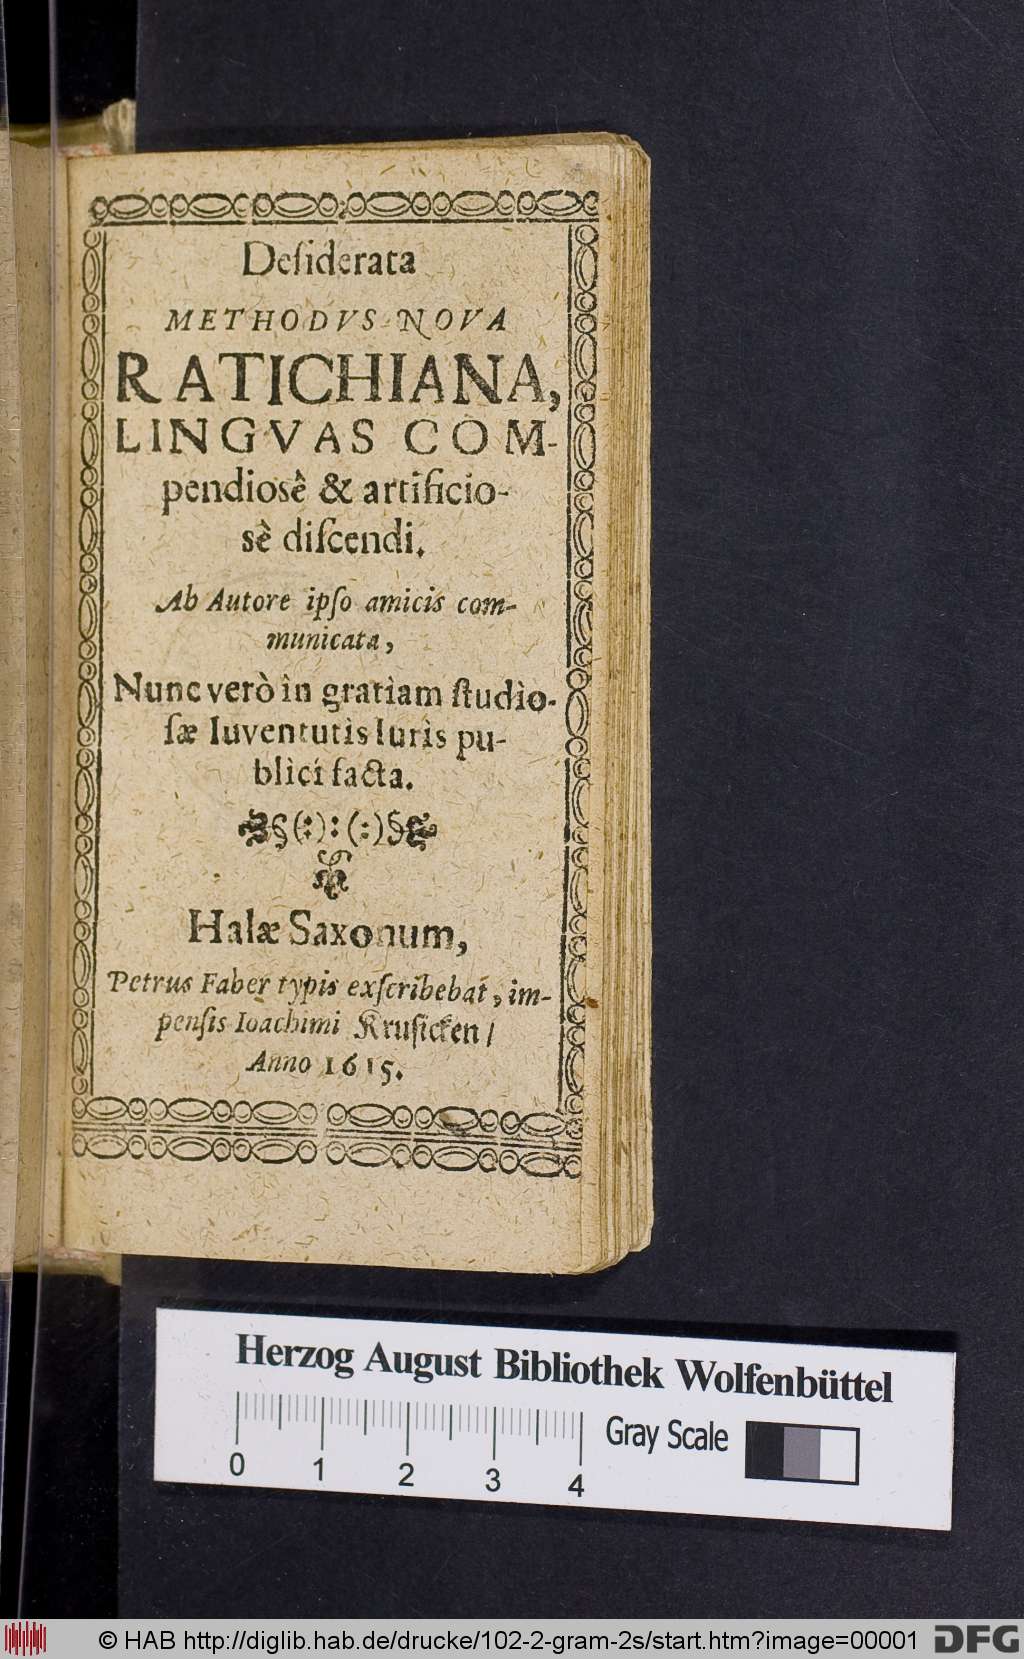 Deſiderata
METHODVS NOVA
RATICHIANA,
LINGVAS COM-
pendiosê & artificio-
sè diſcendi.
Ab Autore ipſo amicis com-
municata,
Nunc verò in gratiam ſtudio-
ſæ Iuventutis Iuris pu-
blici facta.
§(:):(:)§
Halæ Saxonum,
Petrus Faber typis exſcribebat, im-
penſis Ioachimi Kruſicken/
Anno 1615.
Herzog August Bibliothek Wolfenbüttel
Gray Scale
0 1 2 3 4
© HAB http://diglib.hab.de/drucke/102-2-gram-2s/start.htm?image=00001 DFG